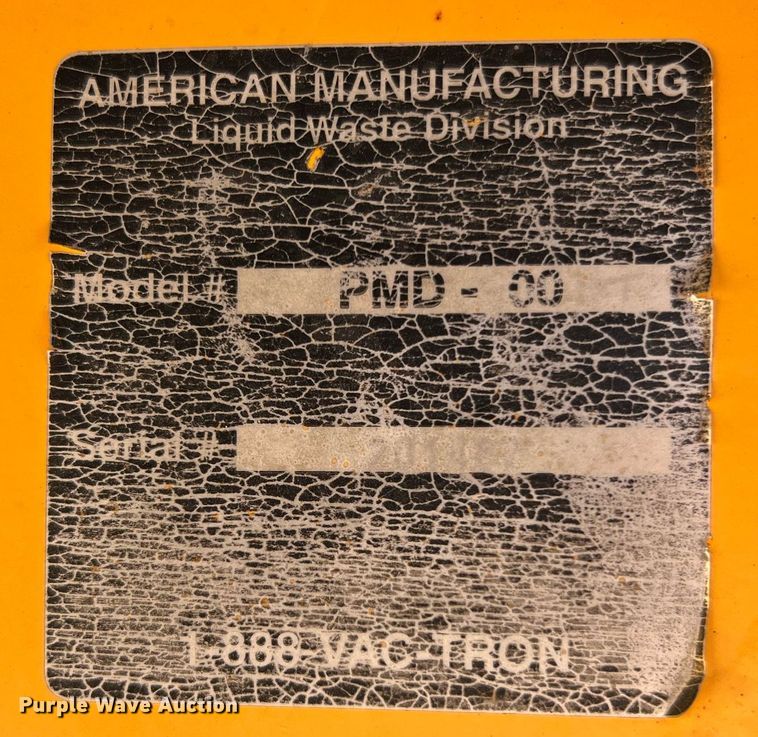 AMERICAN MANUFACTURING
Liquid Waste Division
Model # PMD - 00
Serial #
1-888-VAC-TRON
Purple Wave Auction